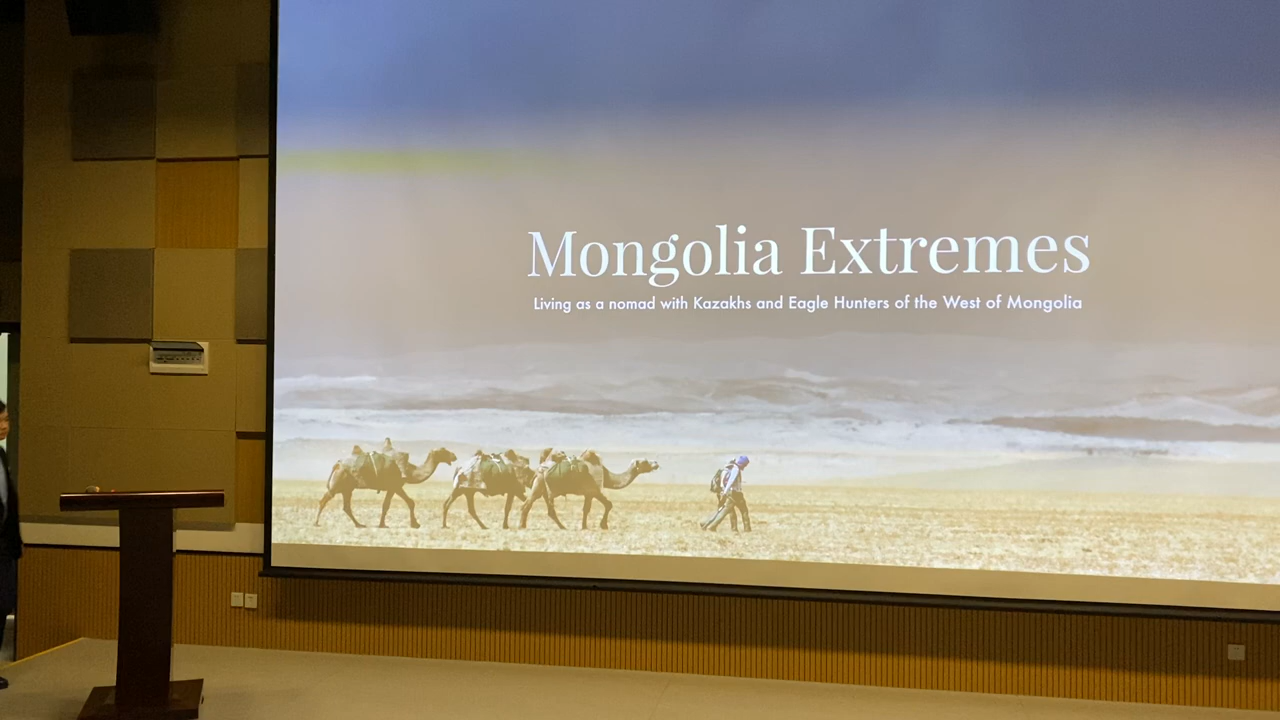 Mongolia Extremes
Living as a nomad with Kazakhs and Eagle Hunters of the West of Mongolia